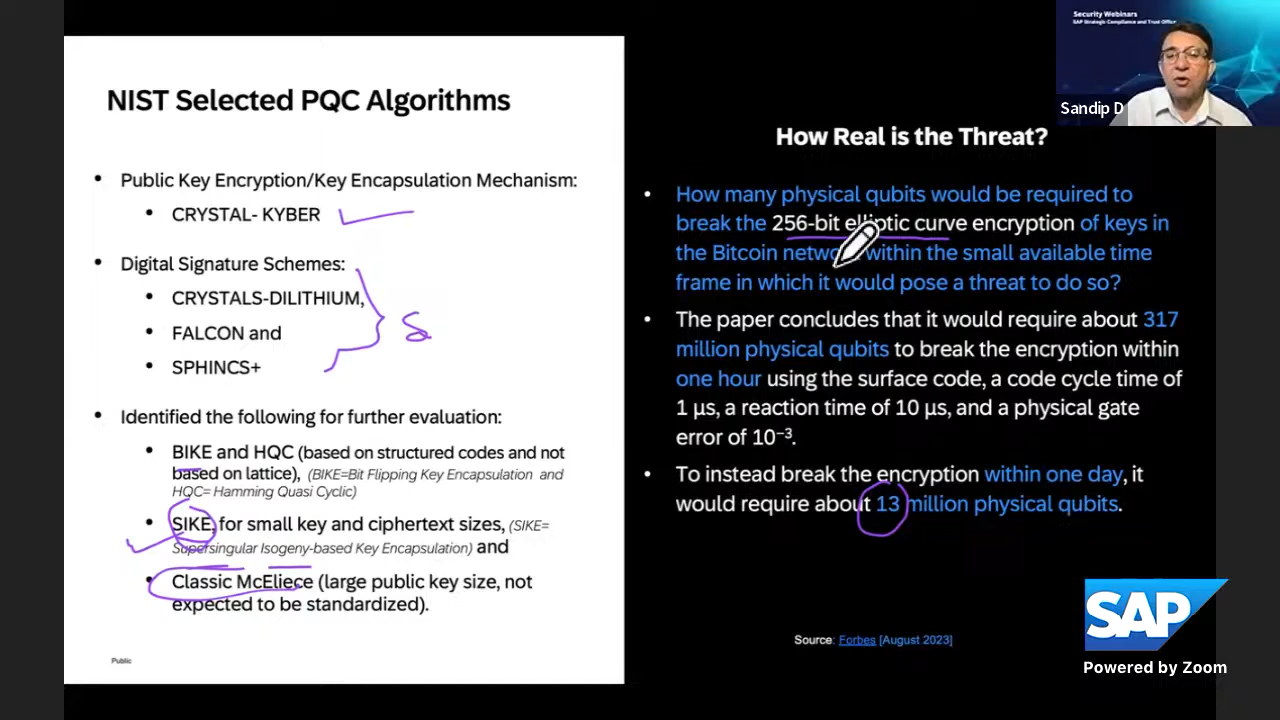 NIST Selected PQC Algorithms
• Public Key Encryption/Key Encapsulation Mechanism:
• CRYSTAL- KYBER
• Digital Signature Schemes:
• CRYSTALS-DILITHIUM,
• FALCON and
• SPHINCS+
• Identified the following for further evaluation:
• BIKE and HQC (based on structured codes and not
based on lattice), (BIKE=Bit Flipping Key Encapsulation and
HQC= Hamming Quasi Cyclic)
• SIKE, for small key and ciphertext sizes, (SIKE=
Supersingular Isogeny-based Key Encapsulation) and
• Classic McEliece (large public key size, not
expected to be standardized).
Public
Security Webinars
SAP Strategic Compliance and Trust Office
Sandip D
How Real is the Threat?
• How many physical qubits would be required to
break the 256-bit elliptic curve encryption of keys in
the Bitcoin within the small available time
frame in which it would pose a threat to do so?
• The paper concludes that it would require about 317
million physical qubits to break the encryption within
one hour using the surface code, a code cycle time of
1 µs, a reaction time of 10 µs, and a physical gate
error of 10⁻³.
• To instead break the encryption within one day, it
would require about 13 million physical qubits.
Source: Forbes [August 2023]
SAP
Powered by Zoom